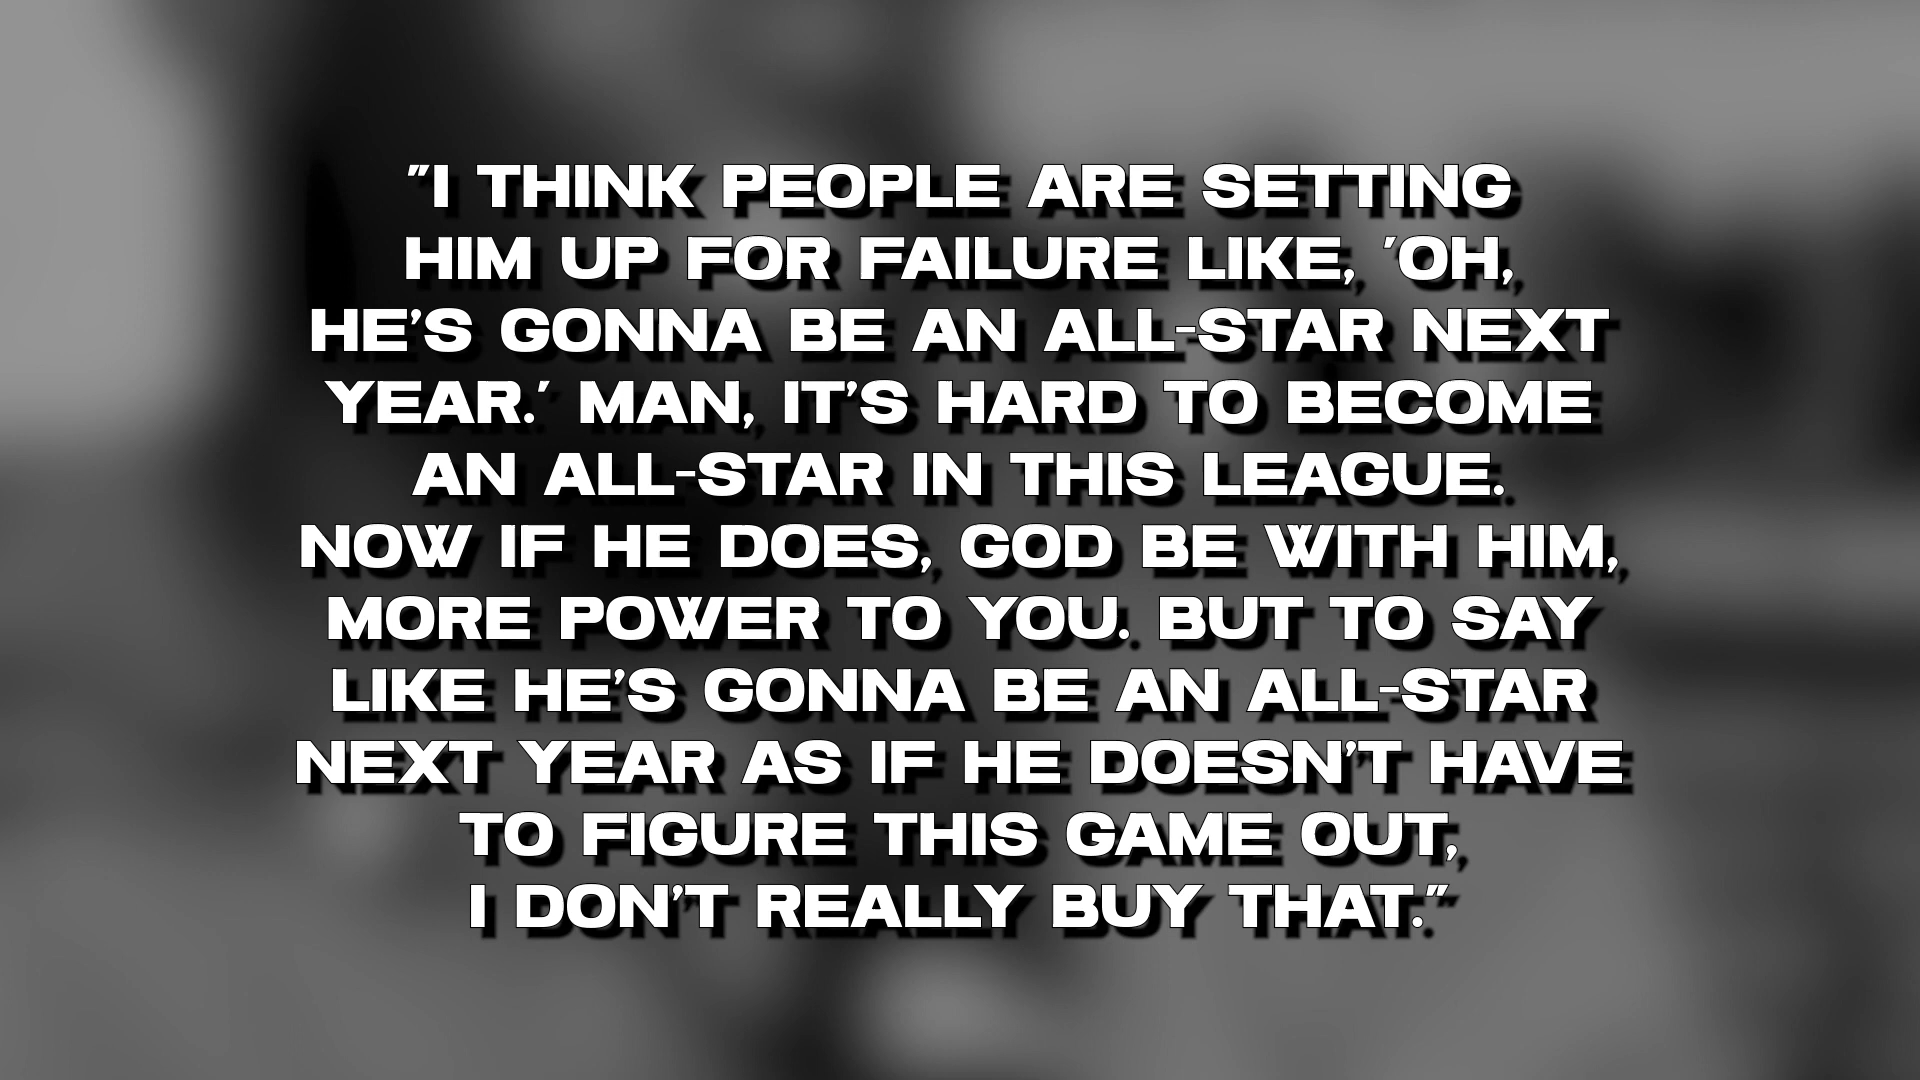 "I THINK PEOPLE ARE SETTING
HIM UP FOR FAILURE LIKE, 'OH,
HE'S GONNA BE AN ALL-STAR NEXT
YEAR.' MAN, IT'S HARD TO BECOME
AN ALL-STAR IN THIS LEAGUE.
NOW IF HE DOES, GOD BE WITH HIM,
MORE POWER TO YOU. BUT TO SAY
LIKE HE'S GONNA BE AN ALL-STAR
NEXT YEAR AS IF HE DOESN'T HAVE
TO FIGURE THIS GAME OUT,
I DON'T REALLY BUY THAT."